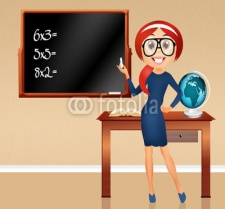 6x3=
5x5=
8x2=
fotolia